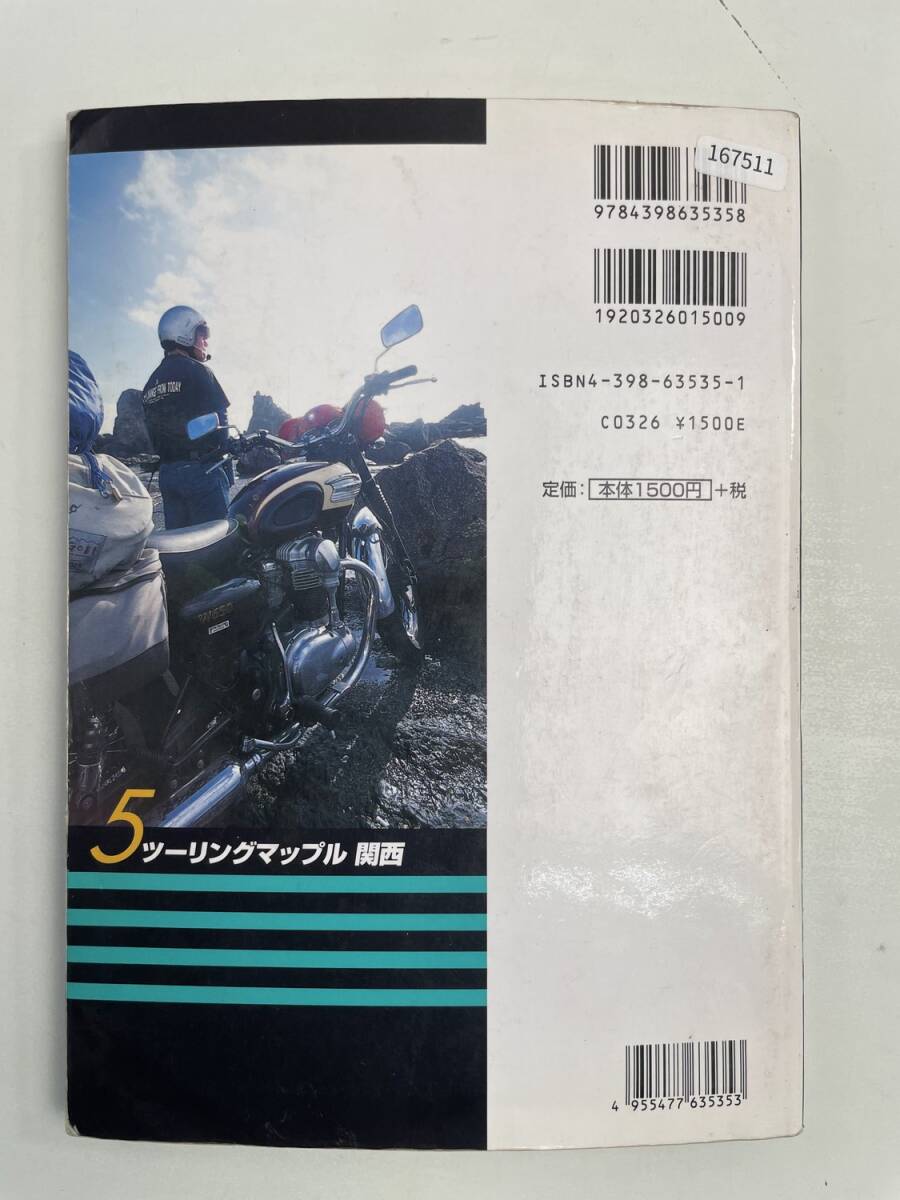 167511
9784398635358
1920326015009
ISBN4-398-63535-1
C0326 ¥1500E
定価：本体1500円+税
W650
5 ツーリングマップル 関西
4 955477 635353